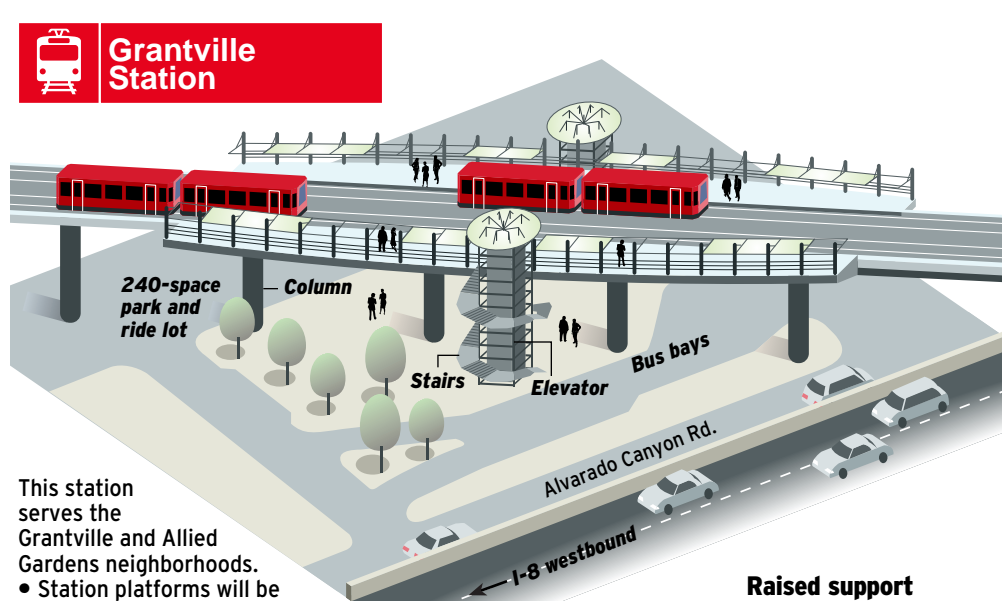 Grantville
Station
240-space
park and
ride lot
Column
Stairs
Elevator
Bus bays
Alvarado Canyon Rd.
I-8 westbound
This station
serves the
Grantville and Allied
Gardens neighborhoods.
• Station platforms will be
Raised support